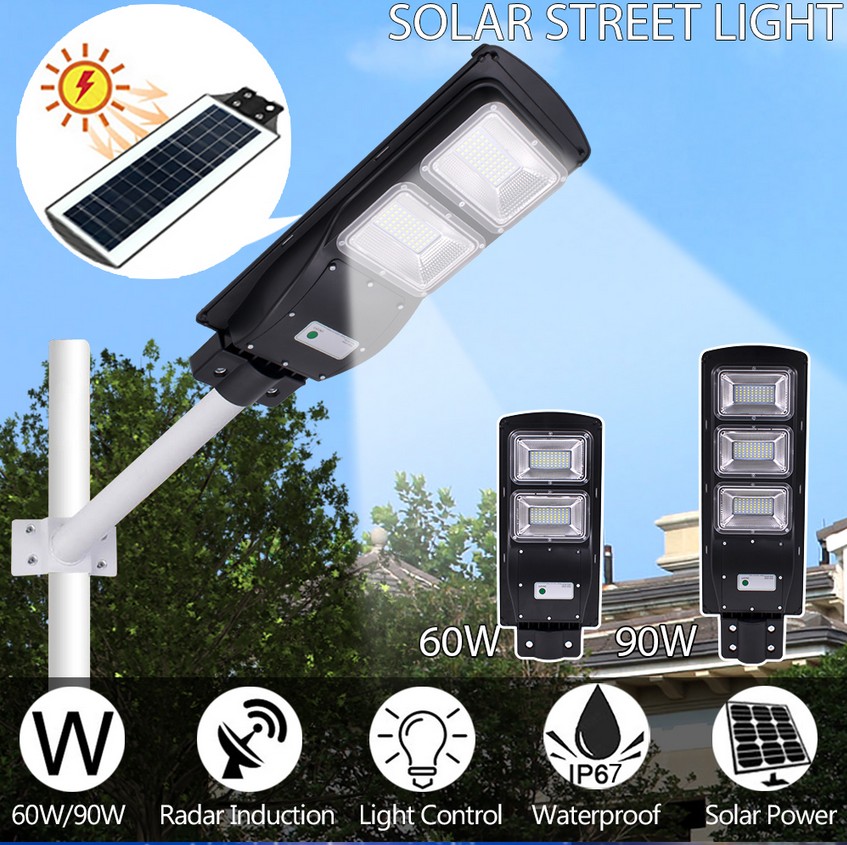 SOLAR STREET LIGHT
60W
90W
W
IP67
60W/90W
Radar Induction
Light Control
Waterproof
Solar Power